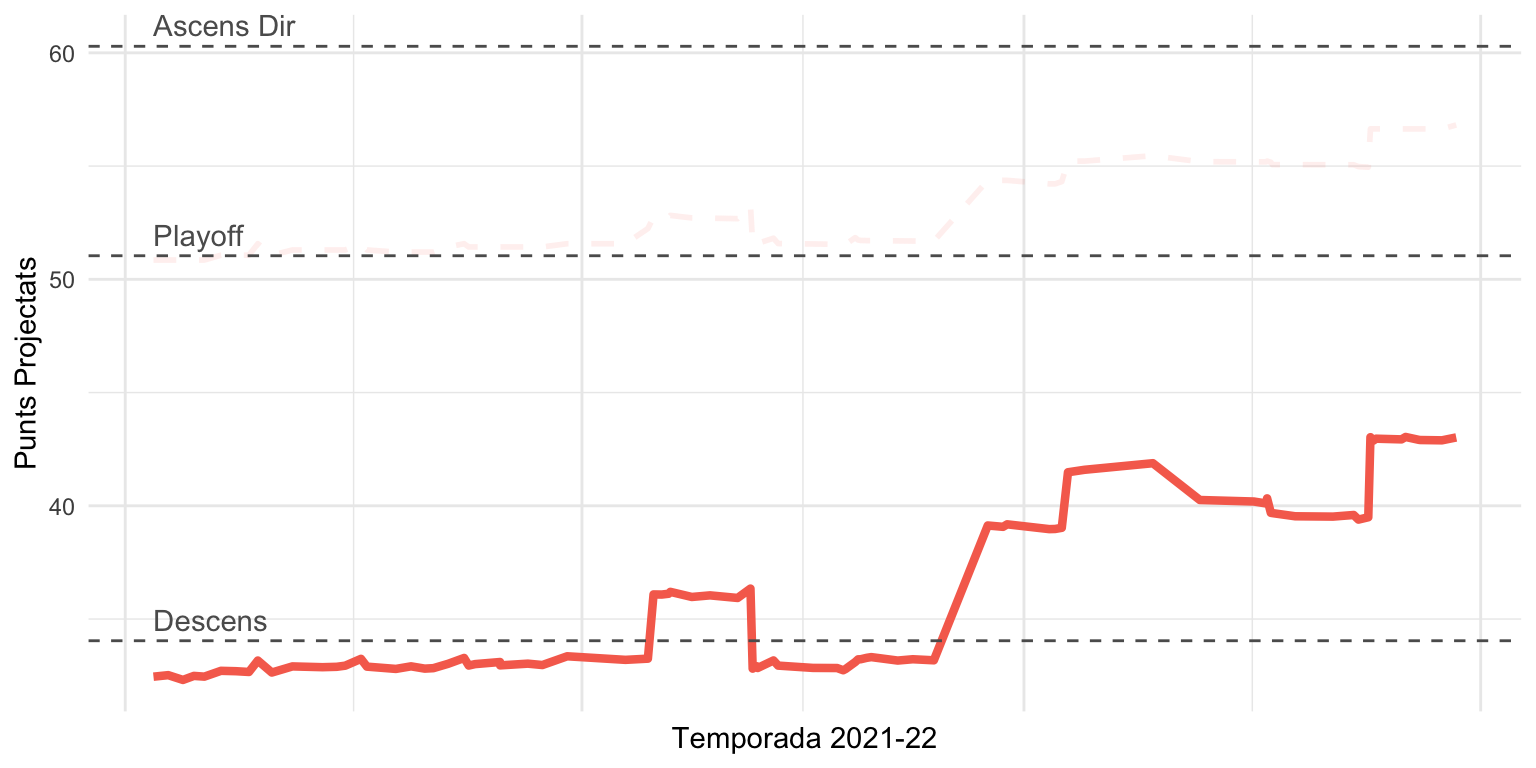 Ascens Dir
60
Playoff
50
Punts Projectats
40
Descens
Temporada 2021-22